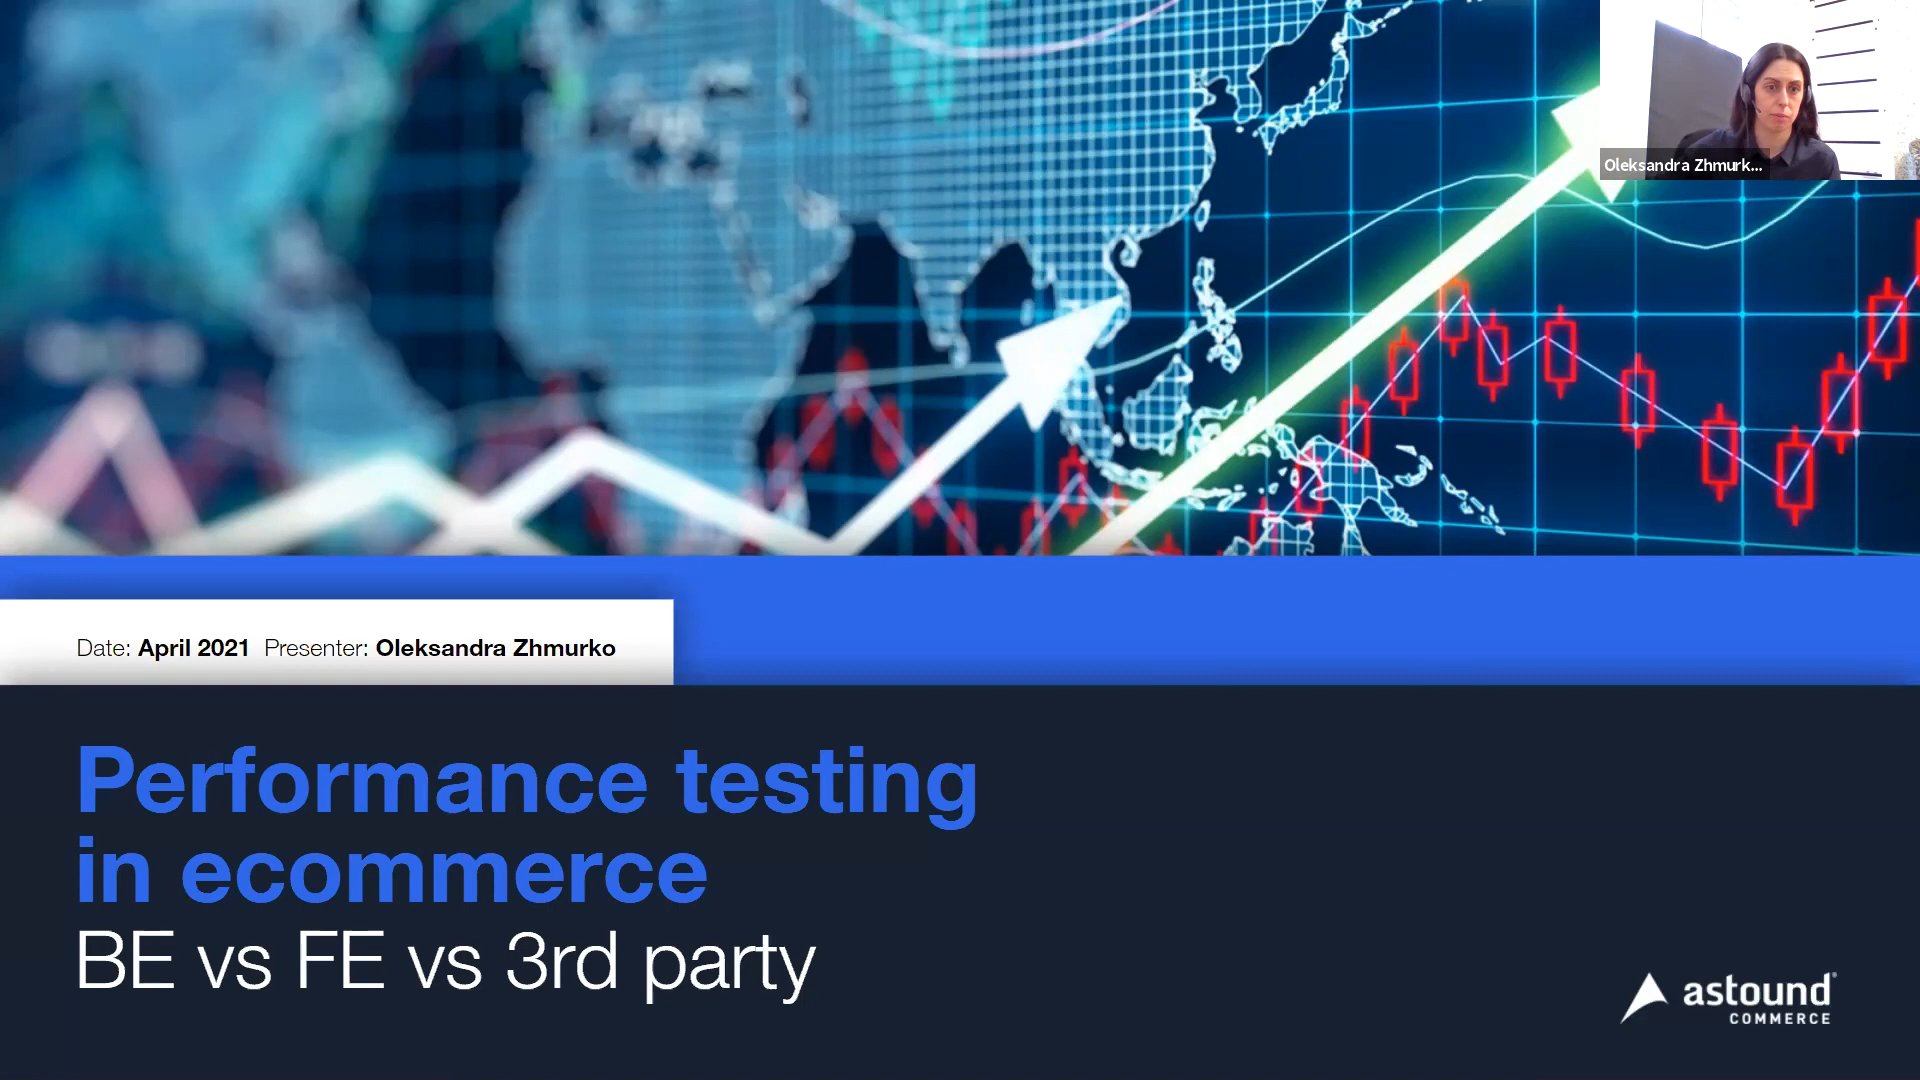 Oleksandra Zhmurk...
Date: April 2021 Presenter: Oleksandra Zhmurko
Performance testing
in ecommerce
BE vs FE vs 3rd party
astound
COMMERCE